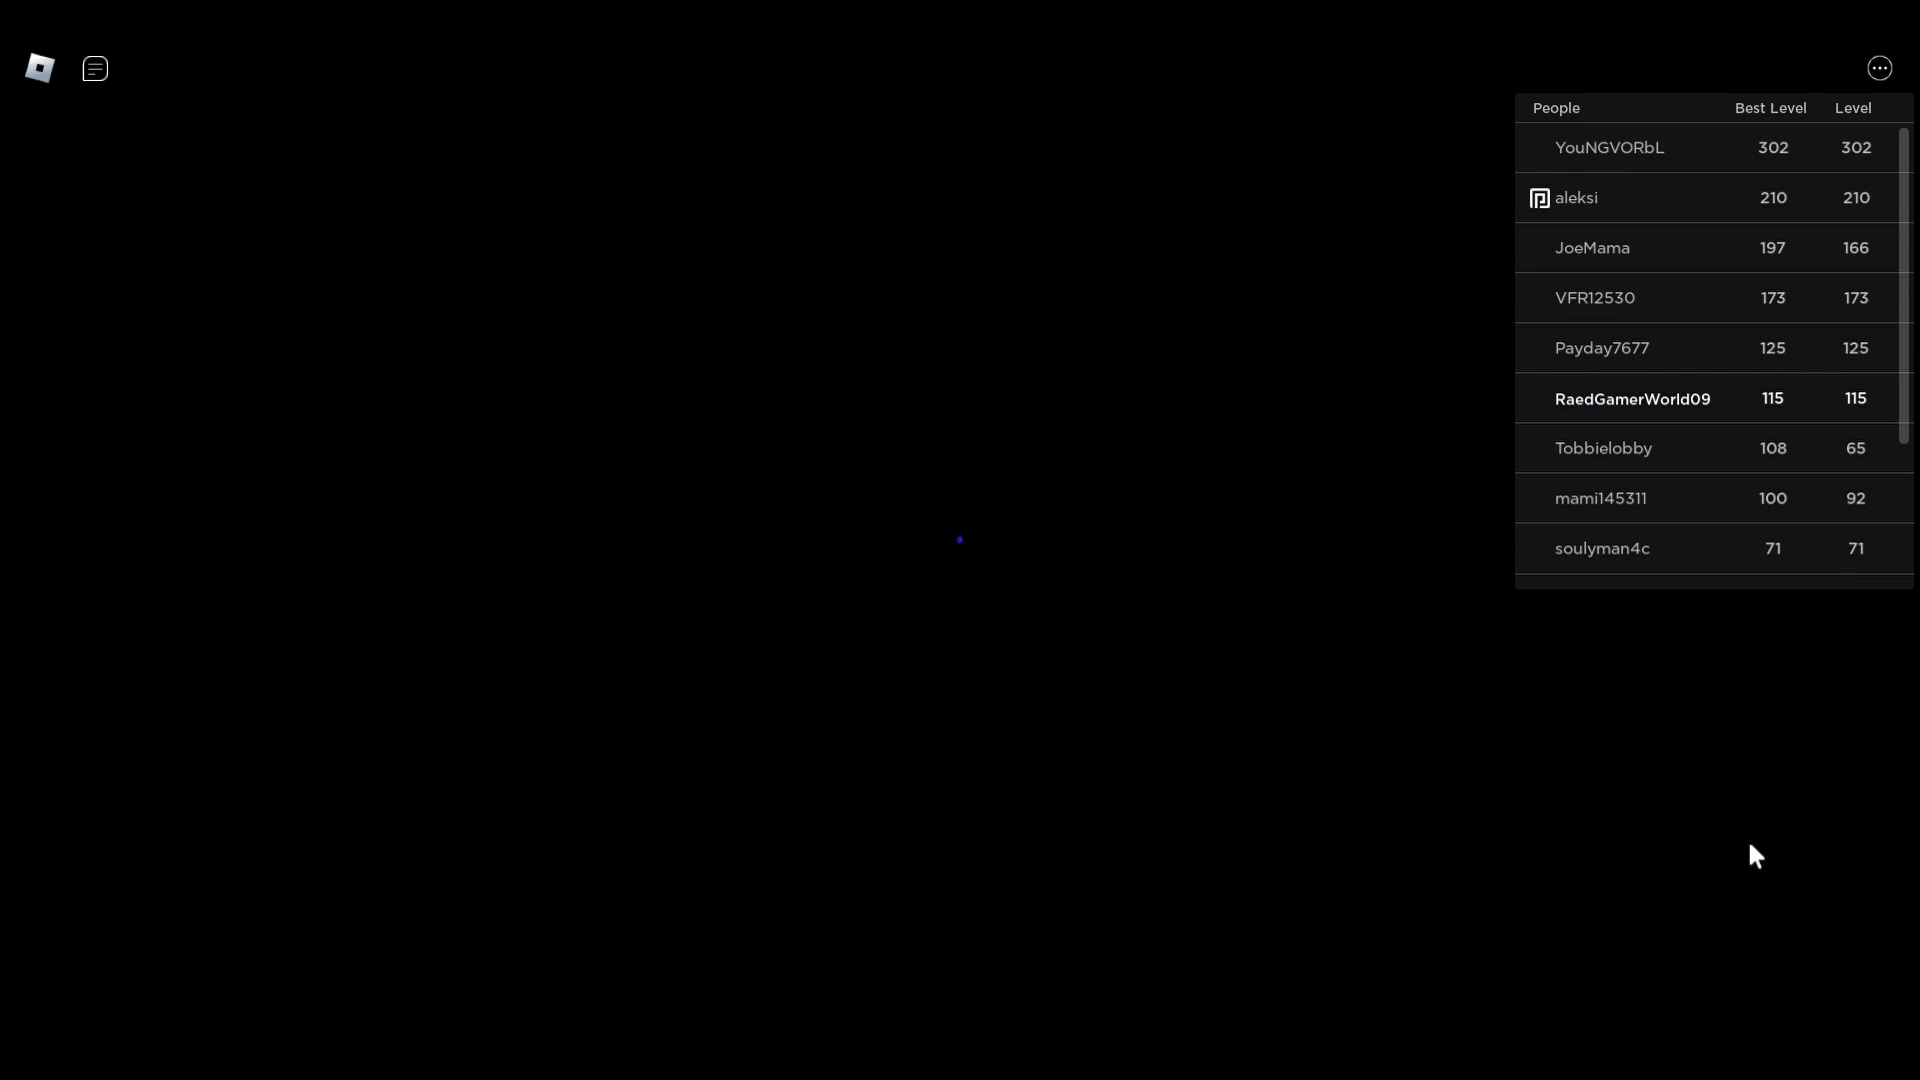 People Best Level Level
YouNGVORbL 302 302
aleksi 210 210
JoeMama 197 166
VFR12530 173 173
Payday7677 125 125
RaedGamerWorld09 115 115
Tobbielobby 108 65
mami145311 100 92
soulyman4c 71 71